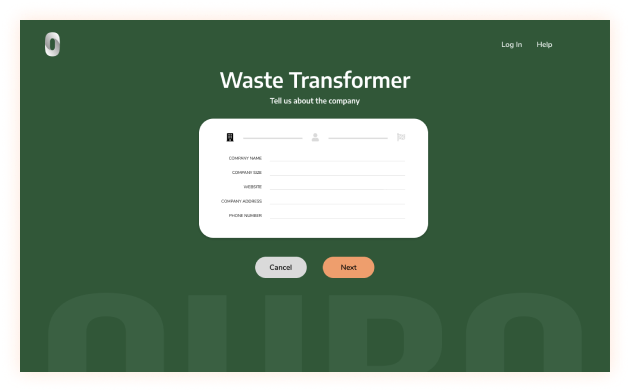 Log In Help
Waste Transformer
Tell us about the company
COMPANY NAME
COMPANY SIZE
WEBSITE
COMPANY ADDRESS
PHONE NUMBER
Cancel Next